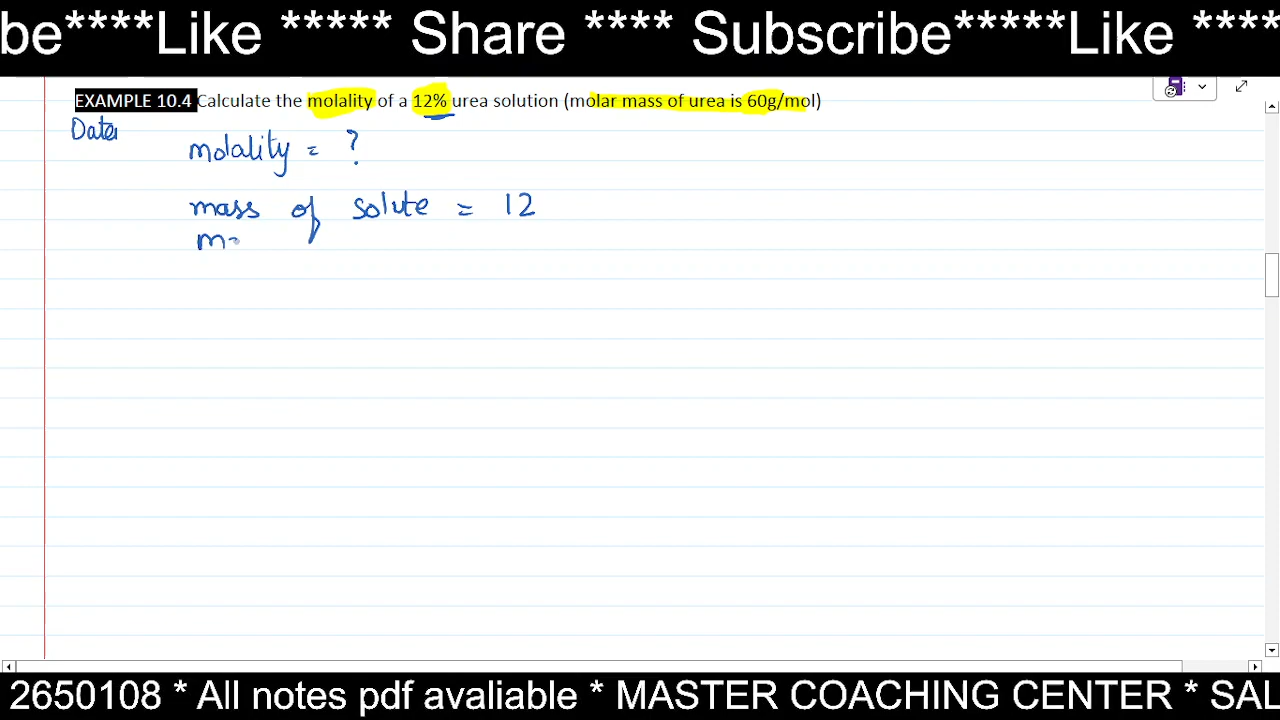 be****Like ***** Share **** Subscribe*****Like ****
EXAMPLE 10.4 Calculate the molality of a 12% urea solution (molar mass of urea is 60g/mol)
Data
molality = ?
mass of solute = 12
m
2650108 * All notes pdf avaliable * MASTER COACHING CENTER * SAL